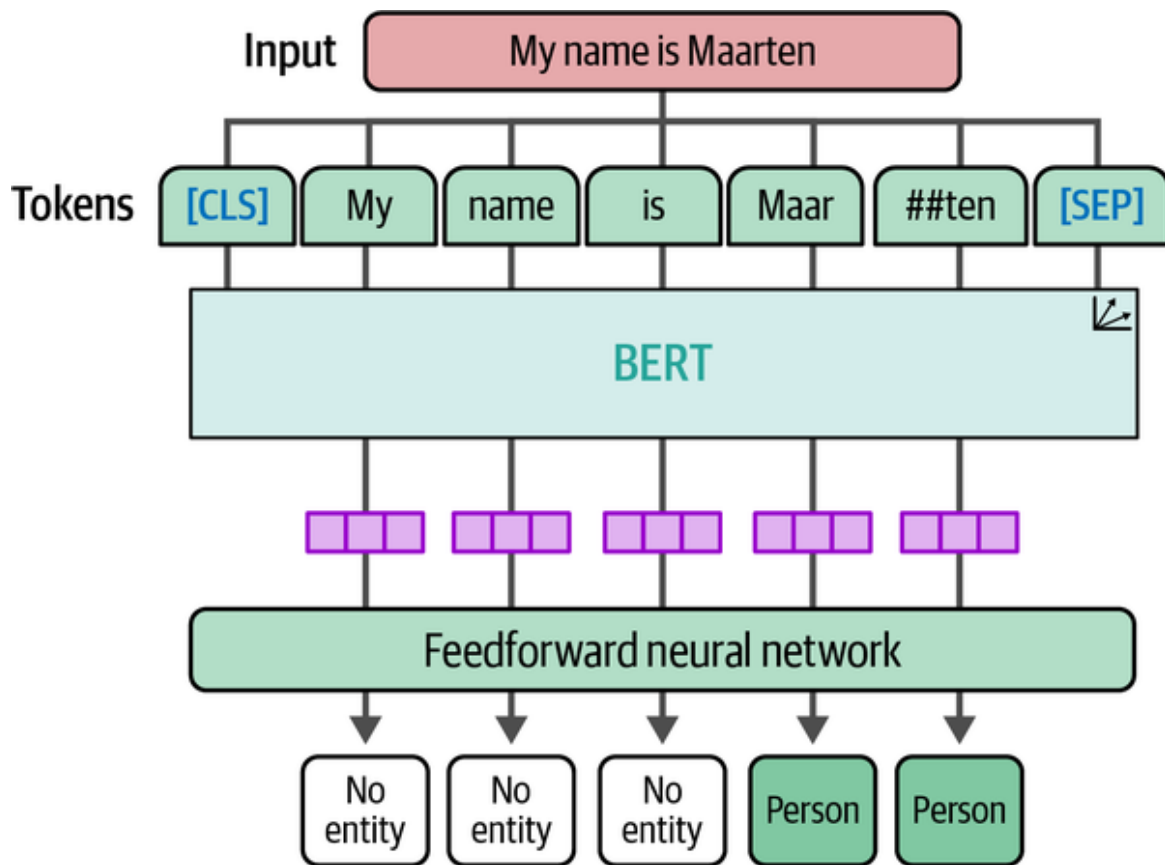 Input
My name is Maarten
Tokens
[CLS]
My
name
is
Maar
##ten
[SEP]
BERT
Feedforward neural network
No
entity
No
entity
No
entity
Person
Person